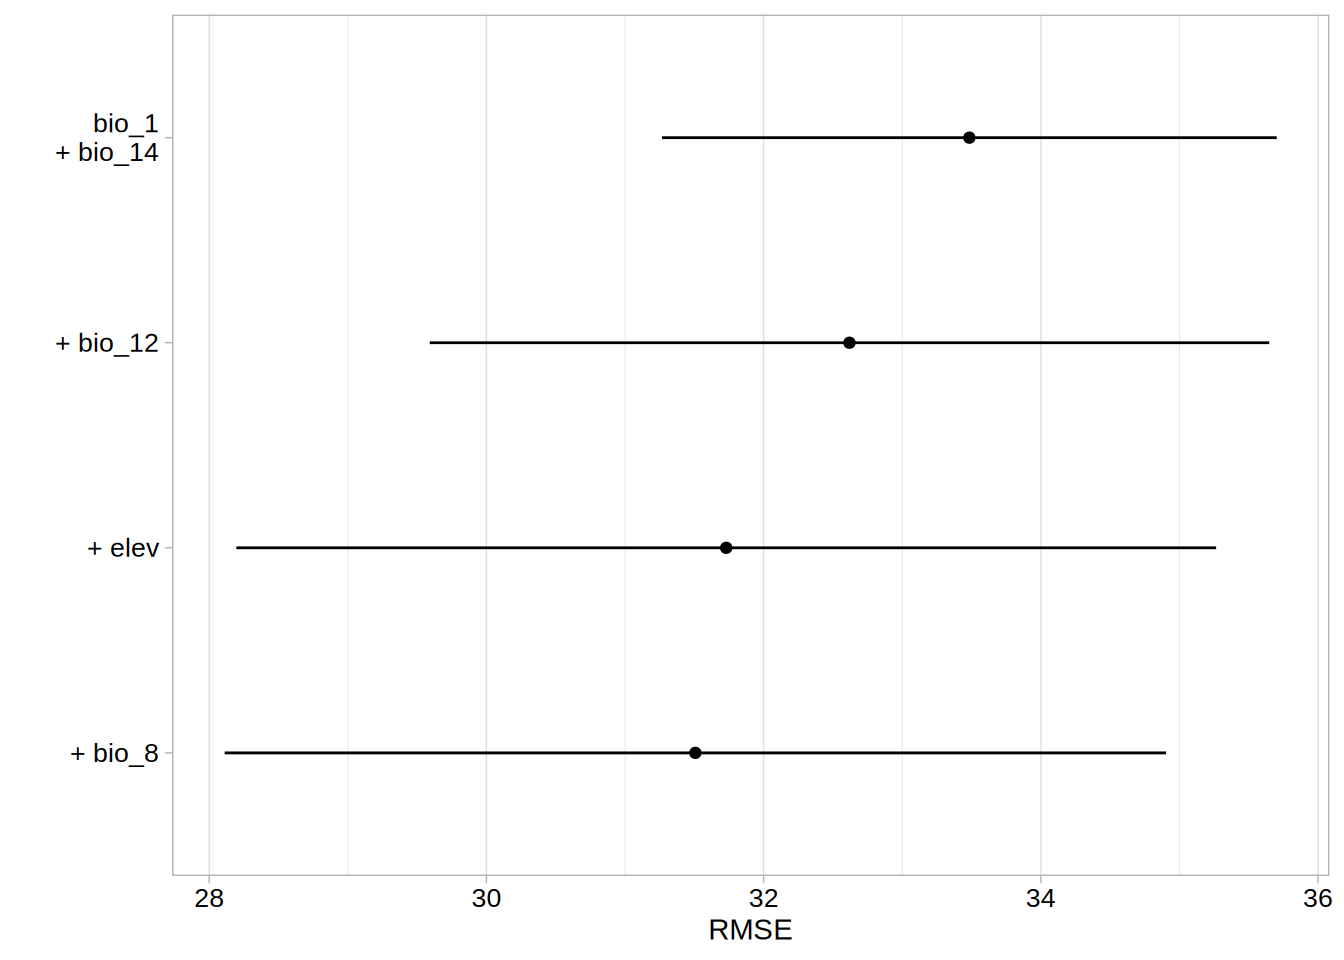 bio_1
+ bio_14
+ bio_12
+ elev
+ bio_8
28
30
32
34
36
RMSE